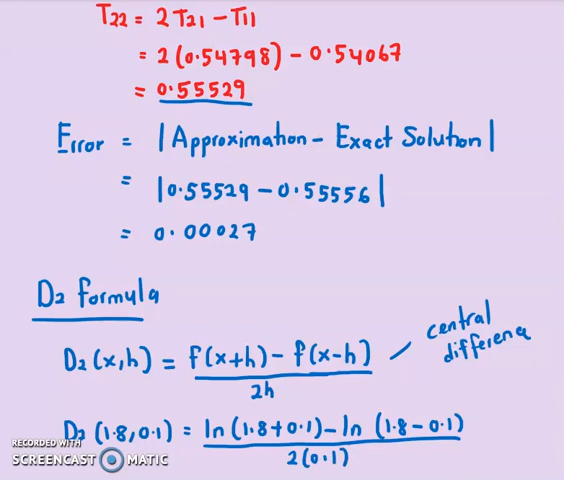 T22 = 2T21 - T11
= 2(0.54798) - 0.54067
= 0.55529
Error = |Approximation - Exact Solution|
= |0.55529 - 0.55556|
= 0.00027
D2 formula
D2(x,h) = f(x+h) - f(x-h) / 2h
central difference
D2(1.8,0.1) = ln(1.8+0.1) - ln(1.8-0.1) / 2(0.1)
RECORDED WITH
SCREENCAST MATIC